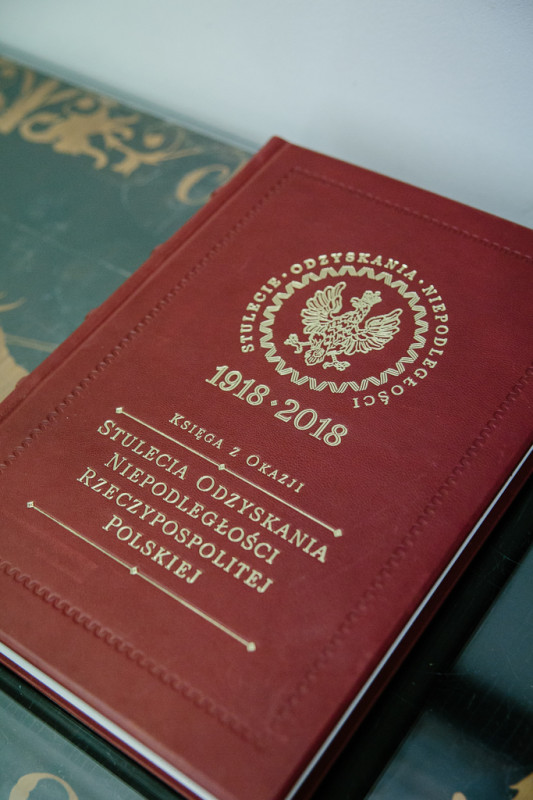 STULECIE · ODZYSKANIA · NIEPODLEGŁOŚCI
1918 · 2018
KSIĘGA Z OKAZJI
STULECIA ODZYSKANIA
NIEPODLEGŁOŚCI
RZECZYPOSPOLITEJ
POLSKIEJ